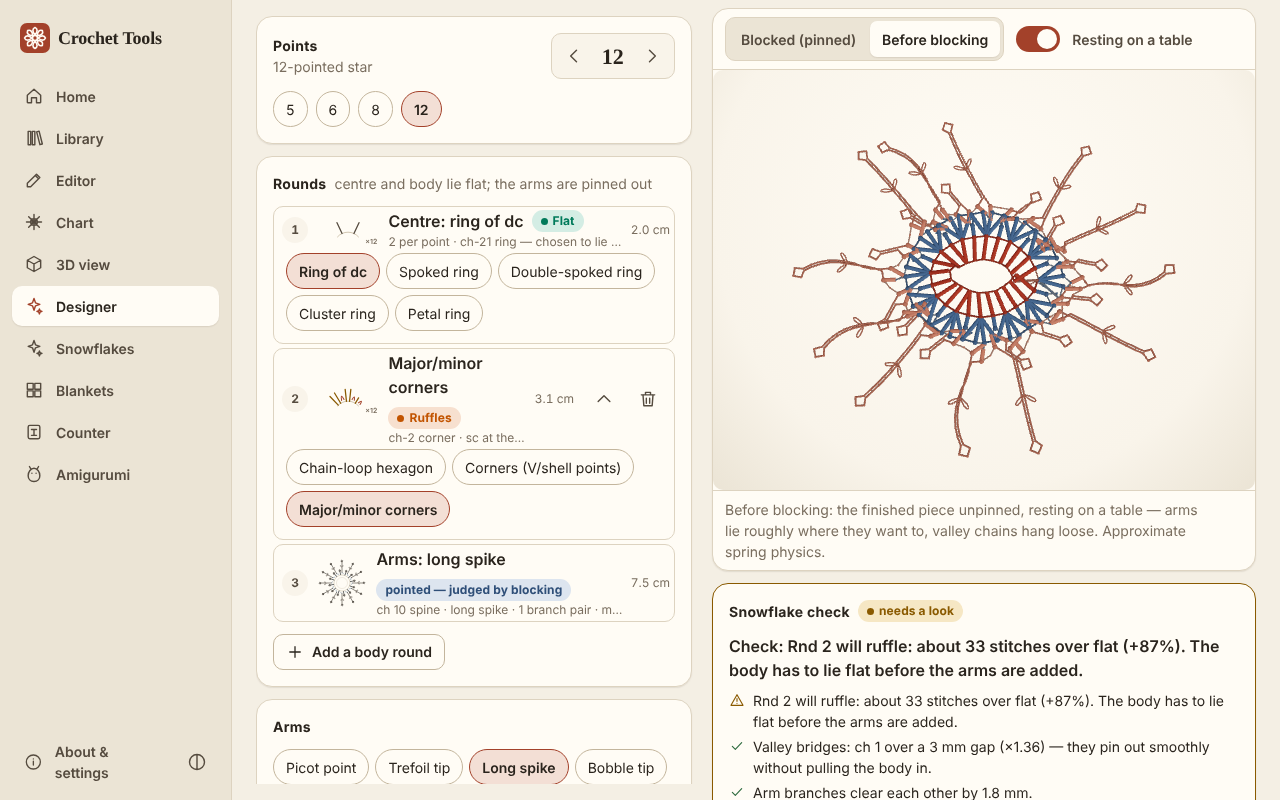 Crochet Tools
Home
Library
Editor
Chart
3D view
Designer
Snowflakes
Blankets
Counter
Amigurumi
About &
settings
Points
12-pointed star
12
5
6
8
12
Rounds centre and body lie flat; the arms are pinned out
1
×12
Centre: ring of dc
Flat
2 per point · ch-21 ring — chosen to lie ...
2.0 cm
Ring of dc
Spoked ring
Double-spoked ring
Cluster ring
Petal ring
2
×12
Major/minor
corners
Ruffles
ch-2 corner · sc at the...
3.1 cm
Chain-loop hexagon
Corners (V/shell points)
Major/minor corners
3
Arms: long spike
pointed — judged by blocking
ch 10 spine · long spike · 1 branch pair · m...
7.5 cm
Add a body round
Arms
Picot point
Trefoil tip
Long spike
Bobble tip
Blocked (pinned)
Before blocking
Resting on a table
Before blocking: the finished piece unpinned, resting on a table — arms
lie roughly where they want to, valley chains hang loose. Approximate
spring physics.
Snowflake check
needs a look
Check: Rnd 2 will ruffle: about 33 stitches over flat (+87%). The
body has to lie flat before the arms are added.
Rnd 2 will ruffle: about 33 stitches over flat (+87%). The body has to lie
flat before the arms are added.
Valley bridges: ch 1 over a 3 mm gap (×1.36) — they pin out smoothly
without pulling the body in.
Arm branches clear each other by 1.8 mm.